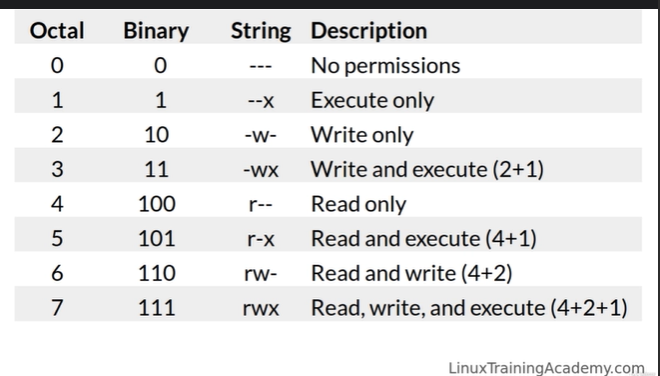 Octal Binary String Description
0 0 --- No permissions
1 1 --x Execute only
2 10 -w- Write only
3 11 -wx Write and execute (2+1)
4 100 r-- Read only
5 101 r-x Read and execute (4+1)
6 110 rw- Read and write (4+2)
7 111 rwx Read, write, and execute (4+2+1)
LinuxTrainingAcademy.com